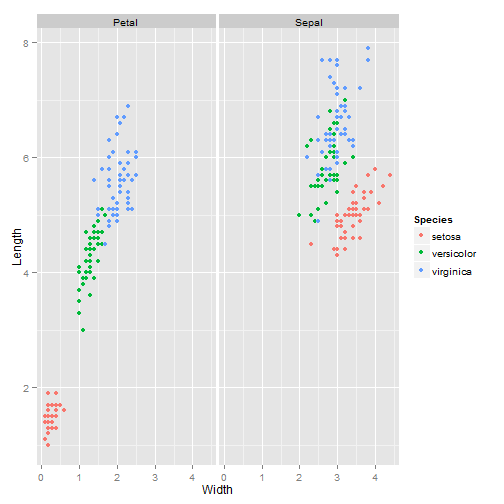 Petal
Sepal
8
6
4
2
Length
0 1 2 3 4
0 1 2 3 4
Width
Species
setosa
versicolor
virginica